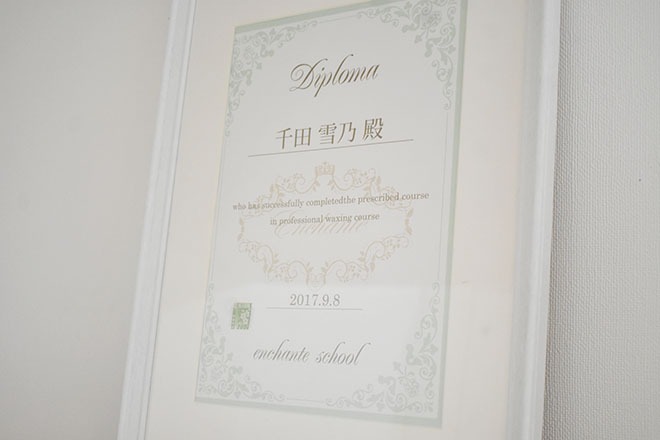 Diploma
千田 雪乃 殿
who has successfully completedthe prescribed course
in professional waxing course
Enchante
2017.9.8
enchante school